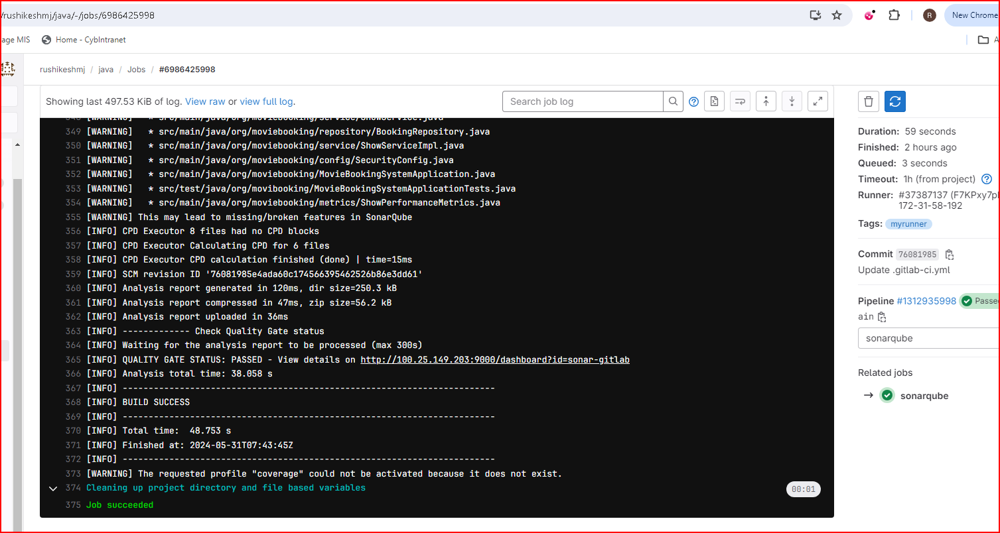 /rushikeshmj/java/-/jobs/6986425998
R
New Chrome
age MIS
Home - CybIntranet
A
rushikeshmj / java / Jobs / #6986425998
Showing last 497.53 KiB of log. View raw or view full log.
Search job log
348 [WARNING]   * src/main/java/org/moviebooking/service/ShowService.java
349 [WARNING]   * src/main/java/org/moviebooking/repository/BookingRepository.java
350 [WARNING]   * src/main/java/org/moviebooking/service/ShowServiceImpl.java
351 [WARNING]   * src/main/java/org/moviebooking/config/SecurityConfig.java
352 [WARNING]   * src/main/java/org/moviebooking/MovieBookingSystemApplication.java
353 [WARNING]   * src/test/java/org/movibooking/MovieBookingSystemApplicationTests.java
354 [WARNING]   * src/main/java/org/moviebooking/metrics/ShowPerformanceMetrics.java
355 [WARNING] This may lead to missing/broken features in SonarQube
356 [INFO] CPD Executor 8 files had no CPD blocks
357 [INFO] CPD Executor Calculating CPD for 6 files
358 [INFO] CPD Executor CPD calculation finished (done) | time=15ms
359 [INFO] SCM revision ID '76081985e4ada60c174566395462526b86e3dd61'
360 [INFO] Analysis report generated in 120ms, dir size=250.3 kB
361 [INFO] Analysis report compressed in 47ms, zip size=56.2 kB
362 [INFO] Analysis report uploaded in 36ms
363 [INFO] ------------- Check Quality Gate status
364 [INFO] Waiting for the analysis report to be processed (max 300s)
365 [INFO] QUALITY GATE STATUS: PASSED - View details on http://100.25.149.203:9000/dashboard?id=sonar-gitlab
366 [INFO] Analysis total time: 38.058 s
367 [INFO] ------------------------------------------------------------------------
368 [INFO] BUILD SUCCESS
369 [INFO] ------------------------------------------------------------------------
370 [INFO] Total time:  48.753 s
371 [INFO] Finished at: 2024-05-31T07:43:45Z
372 [INFO] ------------------------------------------------------------------------
373 [WARNING] The requested profile "coverage" could not be activated because it does not exist.
374 Cleaning up project directory and file based variables
00:01
375 Job succeeded
Duration: 59 seconds
Finished: 2 hours ago
Queued: 3 seconds
Timeout: 1h (from project)
Runner: #37387137 (F7KPxy7pl
172-31-58-192
Tags: myrunner
Commit 76081985
Update .gitlab-ci.yml
Pipeline #1312935998 Passe
ain
sonarqube
Related jobs
→ sonarqube